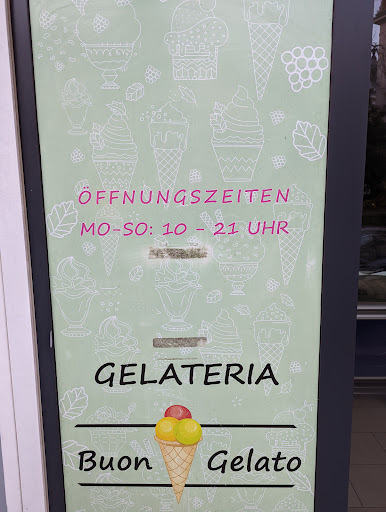 ÖFFNUNGSZEITEN
MO-SO: 10 - 21 UHR
GELATERIA
Buon Gelato